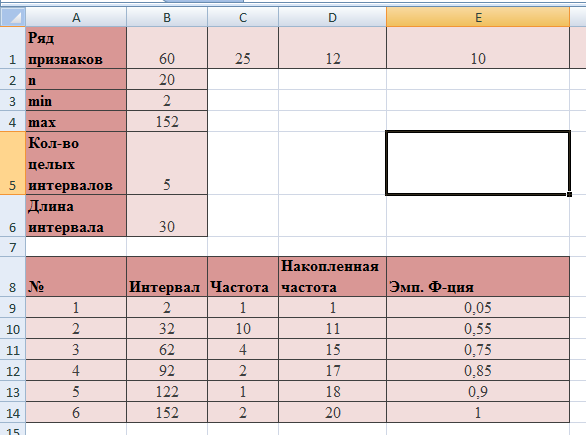 A B C D E
1 Ряд признаков 60 25 12 10
2 n 20
3 min 2
4 max 152
5 Кол-во целых интервалов 5
6 Длина интервала 30
7
8 № Интервал Частота Накопленная частота Эмп. Ф-ция
9 1 2 1 1 0,05
10 2 32 10 11 0,55
11 3 62 4 15 0,75
12 4 92 2 17 0,85
13 5 122 1 18 0,9
14 6 152 2 20 1
15